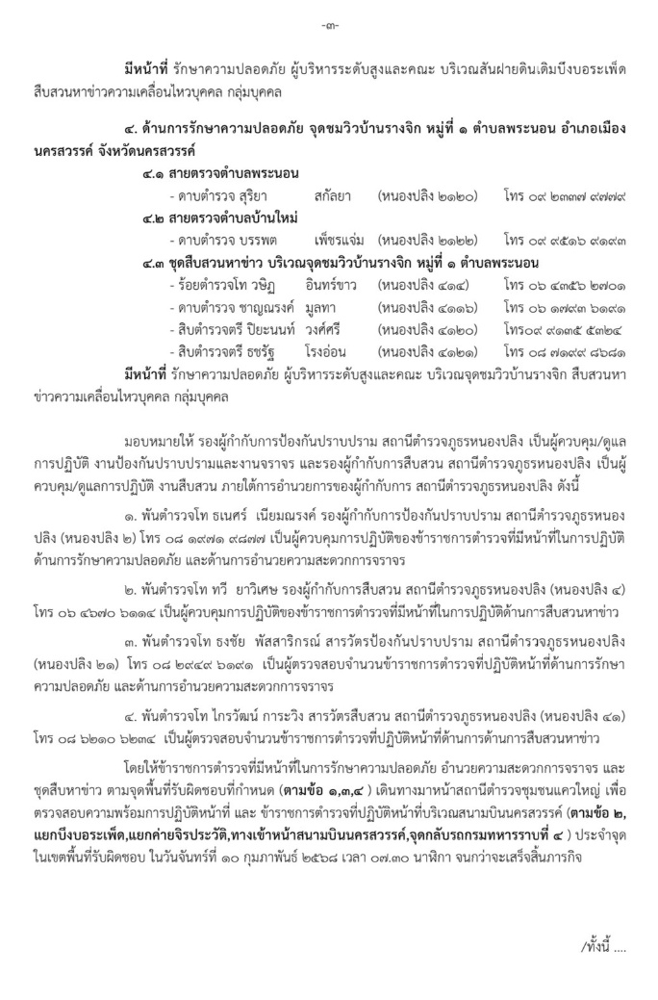 -๓-
มีหน้าที่ รักษาความปลอดภัย ผู้บริหารระดับสูงและคณะ บริเวณสันฝายดินเดิมบึงบอระเพ็ด
สืบสวนหาข่าวความเคลื่อนไหวบุคคล กลุ่มบุคคล
๔. ด้านการรักษาความปลอดภัย จุดชมวิวบ้านรางจิก หมู่ที่ ๑ ตำบลพระนอน อำเภอเมือง
นครสวรรค์ จังหวัดนครสวรรค์
๔.๑ สายตรวจตำบลพระนอน
- ดาบตำรวจ สุริยา สกัลยา (หนองปลิง ๒๑๒๐) โทร ๐๙ ๒๓๓๗ ๙๗๗๙
๔.๒ สายตรวจตำบลบ้านใหม่
- ดาบตำรวจ บรรพต เพ็ชรแจ่ม (หนองปลิง ๒๑๒๒) โทร ๐๙ ๙๕๑๖ ๙๑๙๓
๔.๓ ชุดสืบสวนหาข่าว บริเวณจุดชมวิวบ้านรางจิก หมู่ที่ ๑ ตำบลพระนอน
- ร้อยตำรวจโท วษิฏ อินทร์ขาว (หนองปลิง ๔๑๔) โทร ๐๖ ๔๓๕๖ ๒๗๐๑
- ดาบตำรวจ ชาญณรงค์ มูลทา (หนองปลิง ๔๑๑๖) โทร ๐๖ ๑๗๙๓ ๖๑๙๑
- สิบตำรวจตรี ปิยะนนท์ วงศ์ศรี (หนองปลิง ๔๑๒๐) โทร๐๙ ๙๑๓๕ ๕๓๒๔
- สิบตำรวจตรี ธชรัฐ โรงอ่อน (หนองปลิง ๔๑๒๑) โทร ๐๘ ๗๑๙๙ ๘๖๘๑
มีหน้าที่ รักษาความปลอดภัย ผู้บริหารระดับสูงและคณะ บริเวณจุดชมวิวบ้านรางจิก สืบสวนหา
ข่าวความเคลื่อนไหวบุคคล กลุ่มบุคคล
มอบหมายให้ รองผู้กำกับการป้องกันปราบปราม สถานีตำรวจภูธรหนองปลิง เป็นผู้ควบคุม/ดูแล
การปฏิบัติ งานป้องกันปราบปรามและงานจราจร และรองผู้กำกับการสืบสวน สถานีตำรวจภูธรหนองปลิง เป็นผู้
ควบคุม/ดูแลการปฏิบัติ งานสืบสวน ภายใต้การอำนวยการของผู้กำกับการ สถานีตำรวจภูธรหนองปลิง ดังนี้
๑. พันตำรวจโท ธเนศร์ เนียมณรงค์ รองผู้กำกับการป้องกันปราบปราม สถานีตำรวจภูธรหนอง
ปลิง (หนองปลิง ๒) โทร ๐๘ ๑๙๗๑ ๙๘๗๗ เป็นผู้ควบคุมการปฏิบัติของข้าราชการตำรวจที่มีหน้าที่ในการปฏิบัติ
ด้านการรักษาความปลอดภัย และด้านการอำนวยความสะดวกการจราจร
๒. พันตำรวจโท ทวี ยาวิเศษ รองผู้กำกับการสืบสวน สถานีตำรวจภูธรหนองปลิง (หนองปลิง ๔)
โทร ๐๖ ๔๖๗๐ ๖๑๑๔ เป็นผู้ควบคุมการปฏิบัติของข้าราชการตำรวจที่มีหน้าที่ในการปฏิบัติด้านการสืบสวนหาข่าว
๓. พันตำรวจโท ธงชัย พัสสาริกรณ์ สารวัตรป้องกันปราบปราม สถานีตำรวจภูธรหนองปลิง
(หนองปลิง ๒๑) โทร ๐๘ ๒๙๔๙ ๖๑๙๑ เป็นผู้ตรวจสอบจำนวนข้าราชการตำรวจที่ปฏิบัติหน้าที่ด้านการรักษา
ความปลอดภัย และด้านการอำนวยความสะดวกการจราจร
๔. พันตำรวจโท ไกรวัฒน์ การะวิง สารวัตรสืบสวน สถานีตำรวจภูธรหนองปลิง (หนองปลิง ๔๑)
โทร ๐๘ ๖๒๑๐ ๖๒๓๔ เป็นผู้ตรวจสอบจำนวนข้าราชการตำรวจที่ปฏิบัติหน้าที่ด้านการด้านการสืบสวนหาข่าว
โดยให้ข้าราชการตำรวจที่มีหน้าที่ในการรักษาความปลอดภัย อำนวยความสะดวกการจราจร และ
ชุดสืบหาข่าว ตามจุดพื้นที่รับผิดชอบที่กำหนด (ตามข้อ ๑,๓,๔ ) เดินทางมาหน้าสถานีตำรวจชุมชนแควใหญ่ เพื่อ
ตรวจสอบความพร้อมการปฏิบัติหน้าที่ และ ข้าราชการตำรวจที่ปฏิบัติหน้าที่บริเวณสนามบินนครสวรรค์ (ตามข้อ ๒,
แยกบึงบอระเพ็ด,แยกค่ายจิรประวัติ,ทางเข้าหน้าสนามบินนครสวรรค์,จุดกลับรถกรมทหารราบที่ ๔ ) ประจำจุด
ในเขตพื้นที่รับผิดชอบ ในวันจันทร์ที่ ๑๐ กุมภาพันธ์ ๒๕๖๘ เวลา ๐๗.๓๐ นาฬิกา จนกว่าจะเสร็จสิ้นภารกิจ
/ทั้งนี้ ....